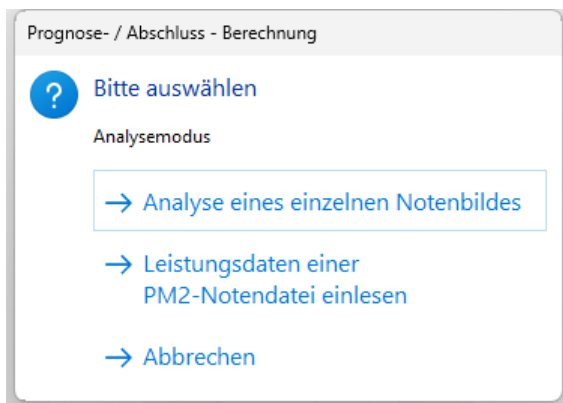 Prognose- / Abschluss - Berechnung
?
Bitte auswählen
Analysemodus
→ Analyse eines einzelnen Notenbildes
→ Leistungsdaten einer
PM2-Notendatei einlesen
→ Abbrechen